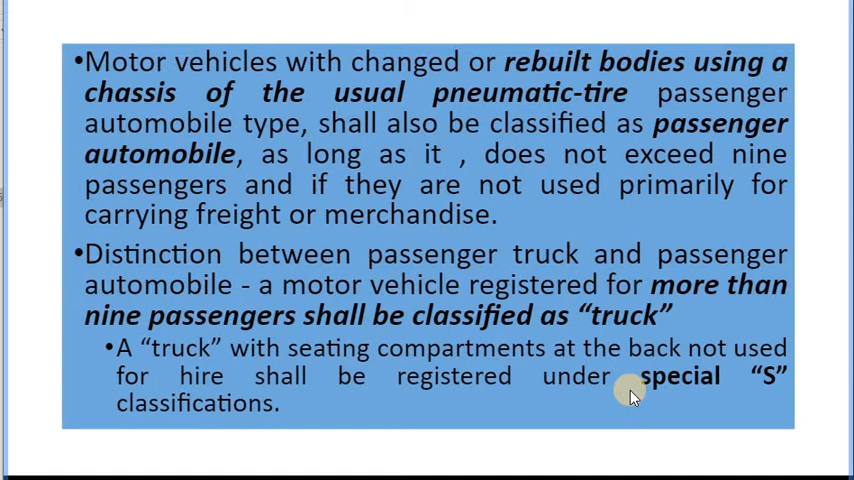 •Motor vehicles with changed or rebuilt bodies using a
chassis of the usual pneumatic-tire passenger
automobile type, shall also be classified as passenger
automobile, as long as it , does not exceed nine
passengers and if they are not used primarily for
carrying freight or merchandise.
•Distinction between passenger truck and passenger
automobile - a motor vehicle registered for more than
nine passengers shall be classified as “truck”
•A “truck” with seating compartments at the back not used
for hire shall be registered under special “S”
classifications.